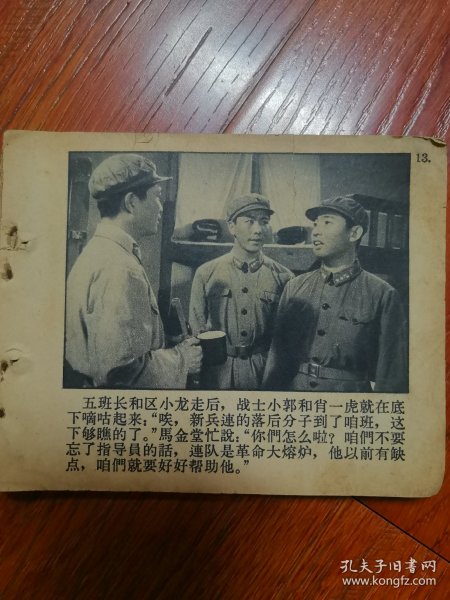 13.
五班长和区小龙走后，战士小郭和肖一虎就在底
下嘀咕起来：“唉，新兵連的落后分子到了咱班，这
下够瞧的了。”馬金堂忙説：“你們怎么啦？咱們不要
忘了指导員的話，連队是革命大熔炉，他以前有缺
点，咱們就要好好帮助他。”
孔夫子旧书网
www.kongfz.com